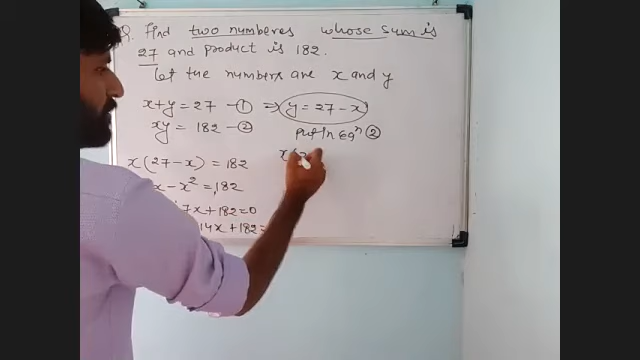 Q. Find two numberes whose sum is
27 and product is 182.
Let the numbers are x and y
x+y = 27 —① ⇒ y = 27 - x
xy = 182 —② Put in Eqⁿ ②
x(27-x) = 182 x(
x - x² = 182
7x + 182 = 0
14x + 182 =